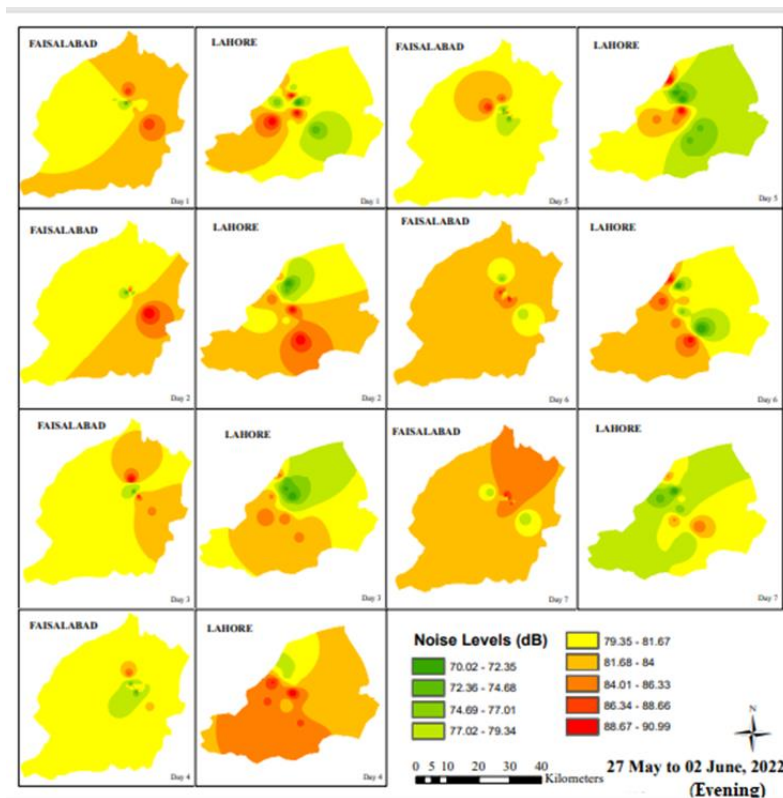 FAISALABAD
Day 1
LAHORE
Day 1
FAISALABAD
Day 5
LAHORE
Day 5
FAISALABAD
Day 2
LAHORE
Day 2
FAISALABAD
Day 6
LAHORE
Day 6
FAISALABAD
Day 3
LAHORE
Day 3
FAISALABAD
Day 7
LAHORE
Day 7
FAISALABAD
Day 4
LAHORE
Day 4
Noise Levels (dB)
70.02 - 72.35
72.36 - 74.68
74.69 - 77.01
77.02 - 79.34
79.35 - 81.67
81.68 - 84
84.01 - 86.33
86.34 - 88.66
88.67 - 90.99
N
0 5 10 20 30 40
Kilometers
27 May to 02 June, 2022
(Evening)